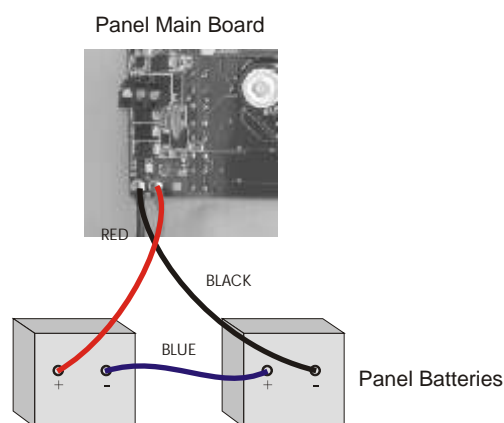 Panel Main Board
RED
BLACK
BLUE
+ - + -
Panel Batteries